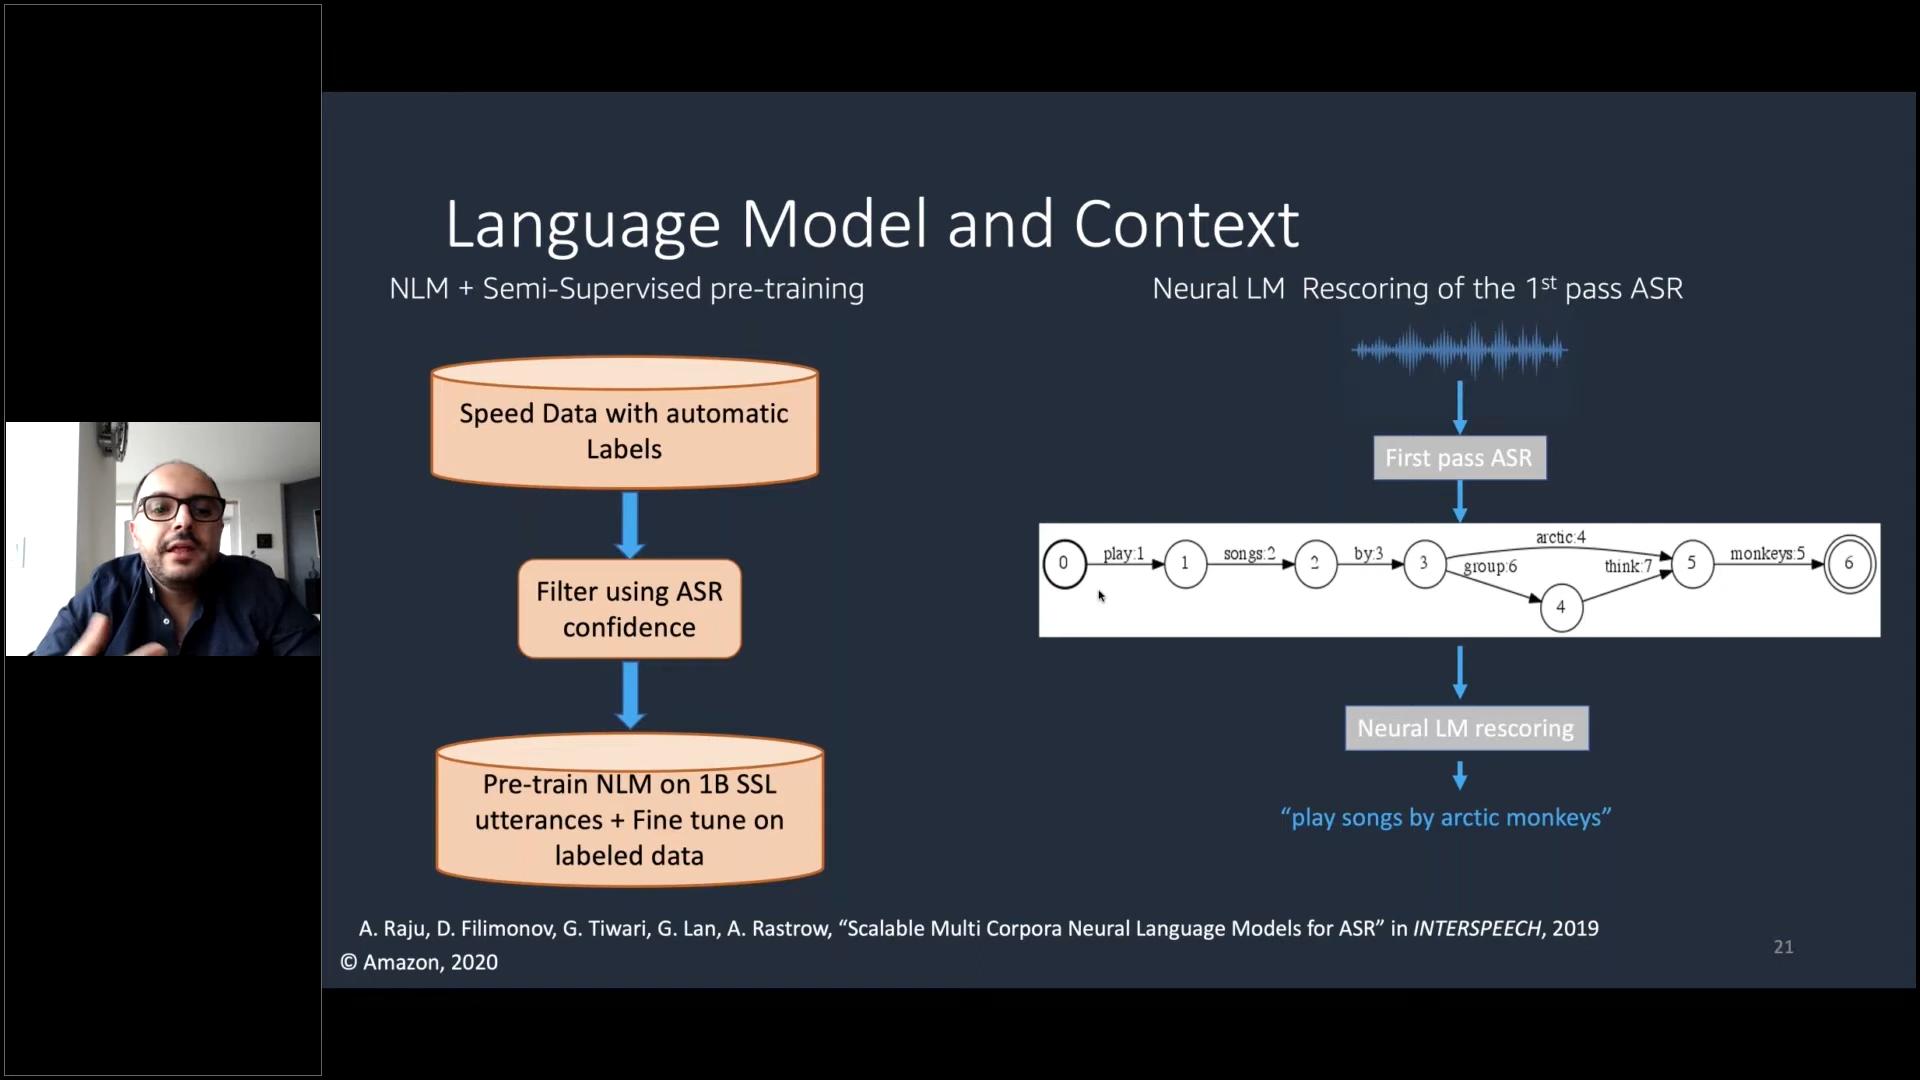 Language Model and Context
NLM + Semi-Supervised pre-training
Speed Data with automatic
Labels
Filter using ASR
confidence
Pre-train NLM on 1B SSL
utterances + Fine tune on
labeled data
Neural LM Rescoring of the 1st pass ASR
First pass ASR
0 play:1 1 songs:2 2 by:3 3 arctic:4 group:6 4 think:7 5 monkeys:5 6
Neural LM rescoring
“play songs by arctic monkeys”
A. Raju, D. Filimonov, G. Tiwari, G. Lan, A. Rastrow, “Scalable Multi Corpora Neural Language Models for ASR” in INTERSPEECH, 2019
© Amazon, 2020
21